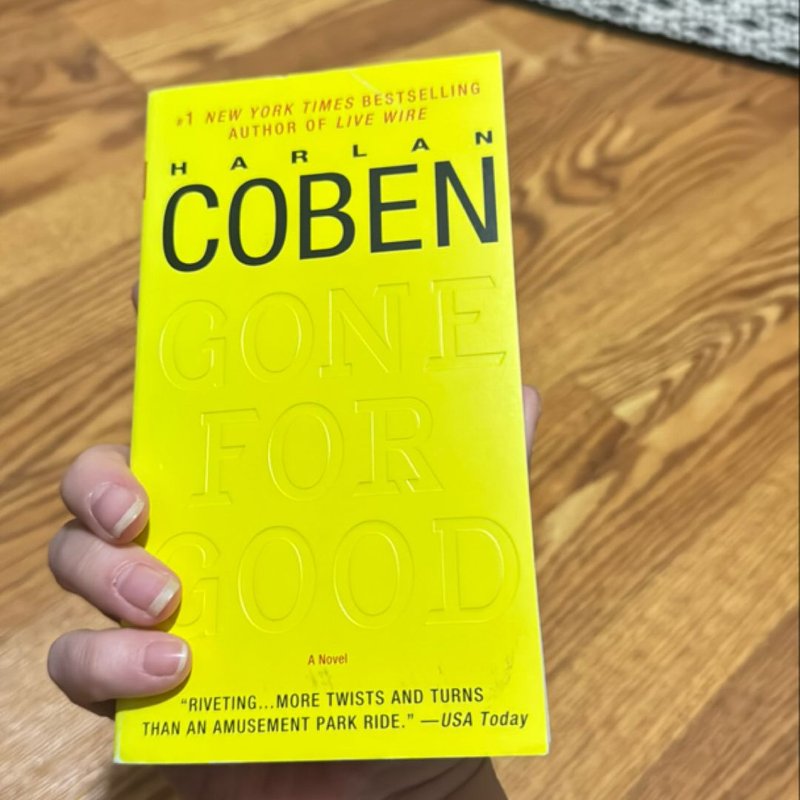 #1 NEW YORK TIMES BESTSELLING
AUTHOR OF LIVE WIRE
HARLAN
COBEN
GONE
FOR
GOOD
A Novel
“RIVETING...MORE TWISTS AND TURNS
THAN AN AMUSEMENT PARK RIDE.” —USA Today